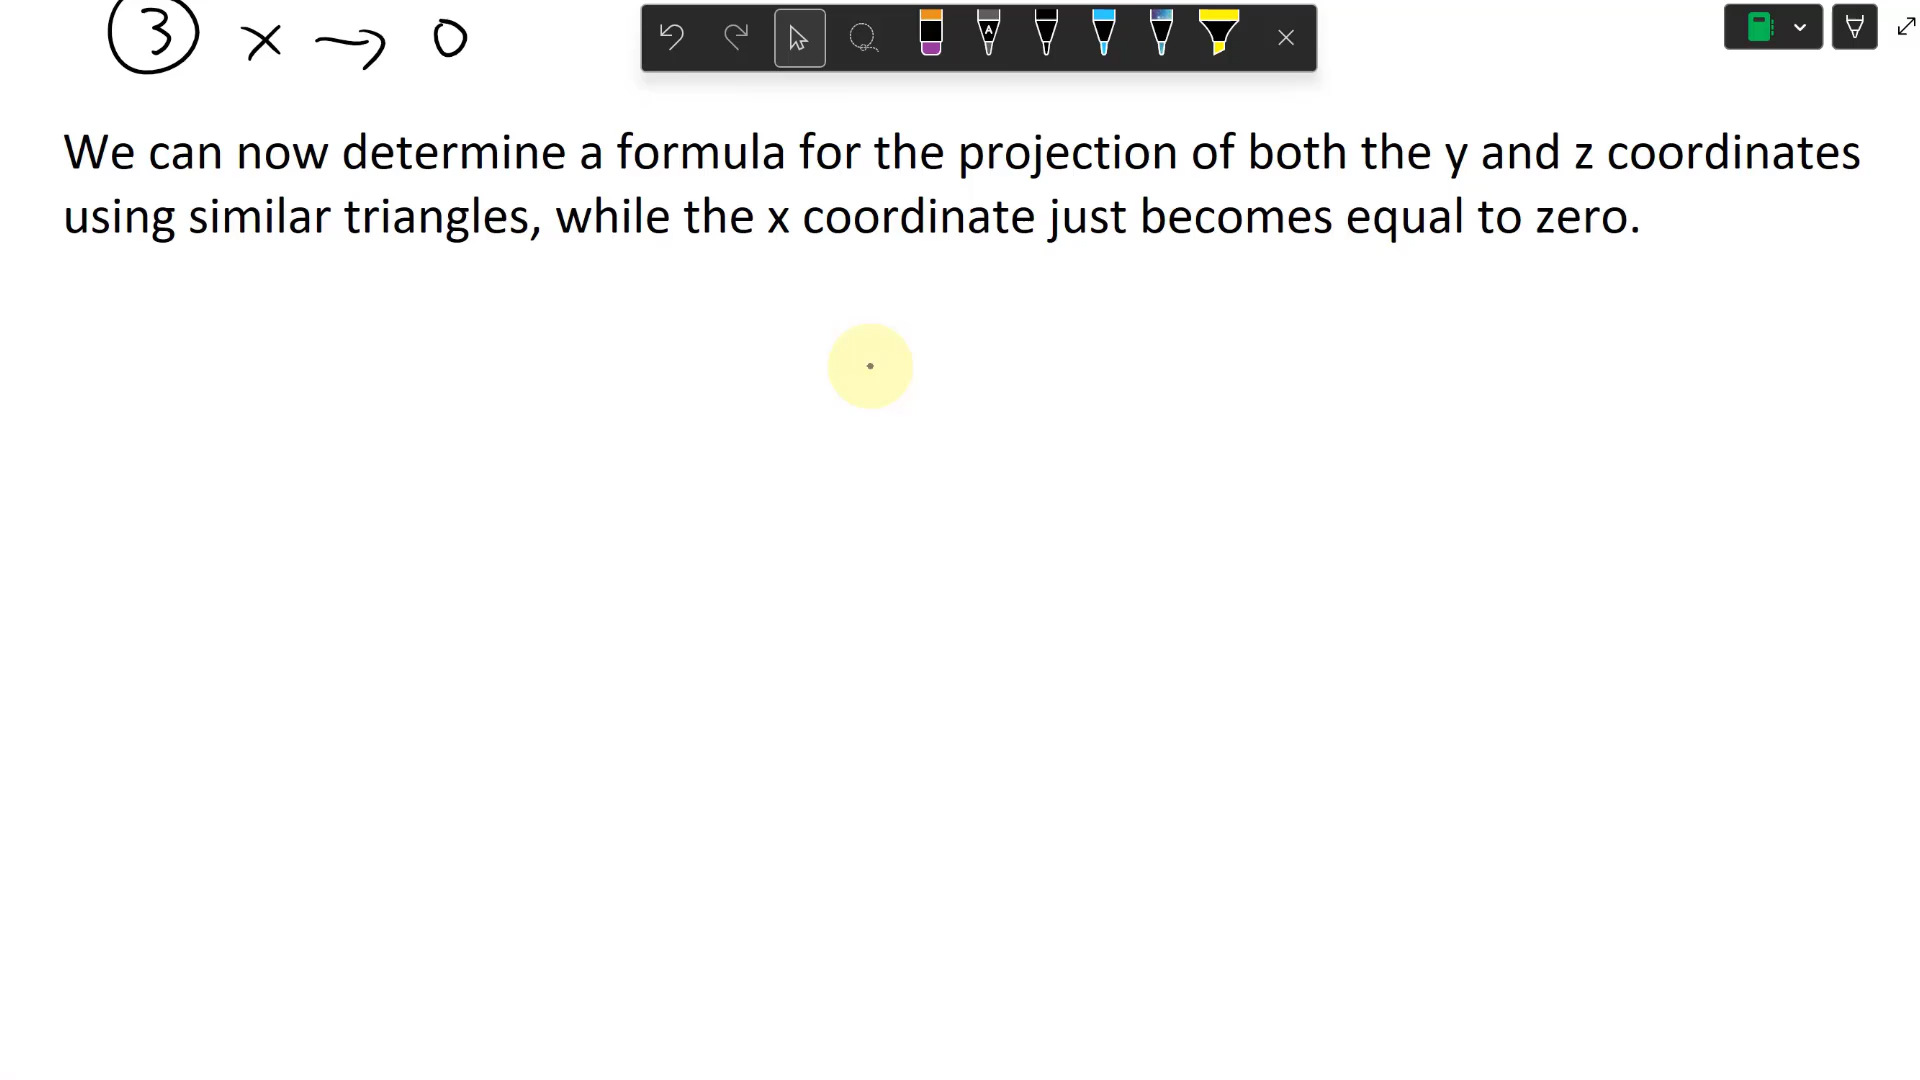 ③ x → 0
We can now determine a formula for the projection of both the y and z coordinates
using similar triangles, while the x coordinate just becomes equal to zero.